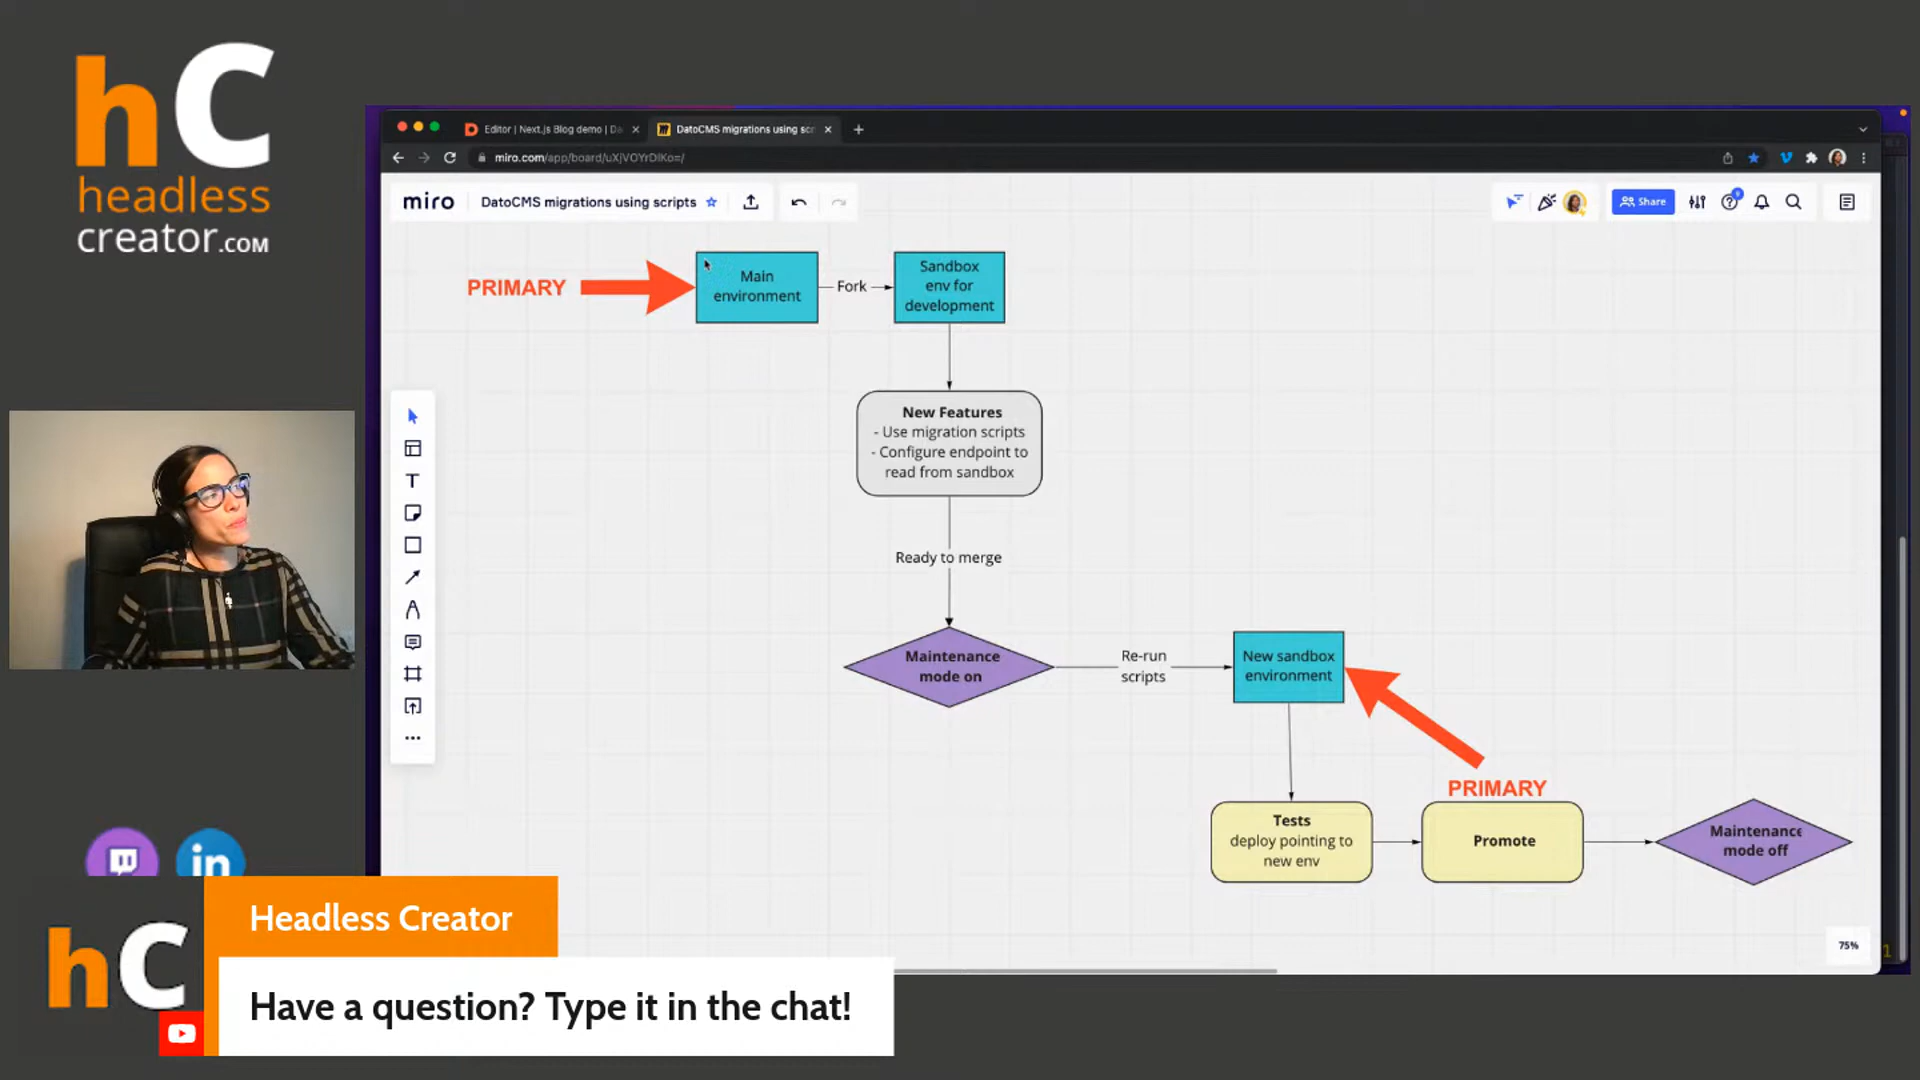 hC
headless
creator.COM
Editor | Next.js Blog demo | Da
DatoCMS migrations using scr
miro.com/app/board/uXjVOYrDIKo=/
miro
DatoCMS migrations using scripts
Share
PRIMARY
Main
environment
Fork
Sandbox
env for
development
New Features
- Use migration scripts
- Configure endpoint to
read from sandbox
Ready to merge
Maintenance
mode on
Re-run
scripts
New sandbox
environment
PRIMARY
Tests
deploy pointing to
new env
Promote
Maintenance
mode off
75%
in
hC
Headless Creator
Have a question? Type it in the chat!